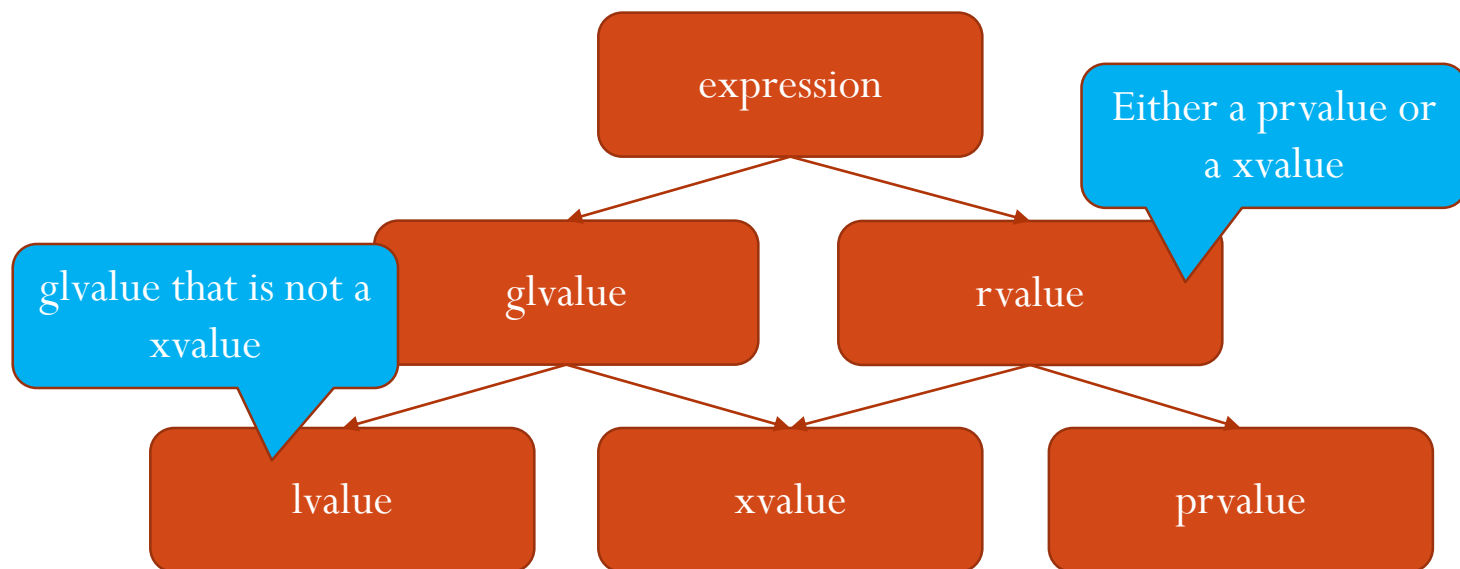 expression
Either a prvalue or
a xvalue
glvalue that is not a
xvalue
glvalue
rvalue
lvalue
xvalue
prvalue